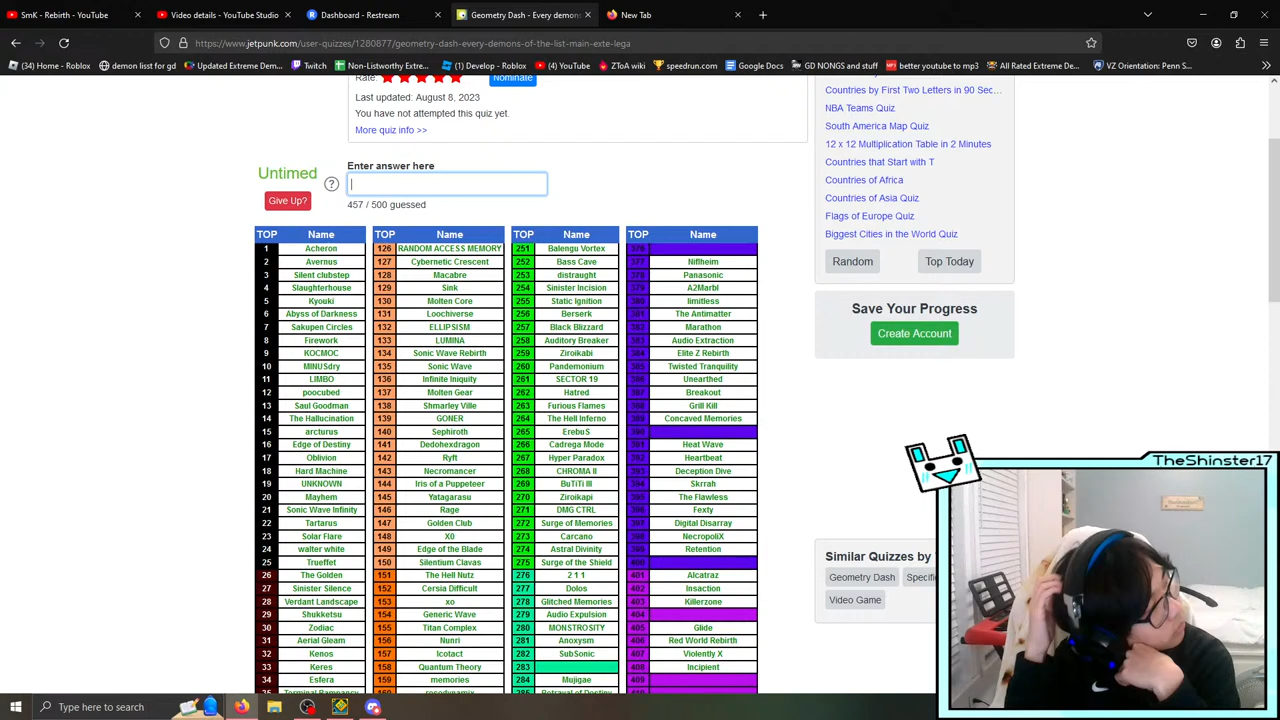 SmK - Rebirth - YouTube
Video details - YouTube Studio
Dashboard - Restream
Geometry Dash - Every demons
New Tab
https://www.jetpunk.com/user-quizzes/1280877/geometry-dash-every-demons-of-the-list-main-exte-lega
(34) Home - Roblox
demon lisst for gd
Updated Extreme Dem...
Twitch
Non-Listworthy Extre...
(1) Develop - Roblox
(4) YouTube
ZToA wiki
speedrun.com
Google Docs
GD NONGS and stuff
better youtube to mp3
All Rated Extreme Dem...
VZ Orientation: Penn S...
Rate:
Nominate
Last updated: August 8, 2023
You have not attempted this quiz yet.
More quiz info >>
Untimed
?
Give Up?
Enter answer here
457 / 500 guessed
TOP Name TOP Name TOP Name TOP Name
1 Acheron 126 RANDOM ACCESS MEMORY 251 Balengu Vortex 376
2 Avernus 127 Cybernetic Crescent 252 Bass Cave 377 Niflheim
3 Silent clubstep 128 Macabre 253 distraught 378 Panasonic
4 Slaughterhouse 129 Sink 254 Sinister Incision 379 A2Marbl
5 Kyouki 130 Molten Core 255 Static Ignition 380 limitless
6 Abyss of Darkness 131 Loochiverse 256 Berserk 381 The Antimatter
7 Sakupen Circles 132 ELLIPSISM 257 Black Blizzard 382 Marathon
8 Firework 133 LUMINA 258 Auditory Breaker 383 Audio Extraction
9 KOCMOC 134 Sonic Wave Rebirth 259 Ziroikabi 384 Elite Z Rebirth
10 MINUSdry 135 Sonic Wave 260 Pandemonium 385 Twisted Tranquility
11 LIMBO 136 Infinite Iniquity 261 SECTOR 19 386 Unearthed
12 poocubed 137 Molten Gear 262 Hatred 387 Breakout
13 Saul Goodman 138 Shmarley Ville 263 Furious Flames 388 Grill Kill
14 The Hallucination 139 GONER 264 The Hell Inferno 389 Concaved Memories
15 arcturus 140 Sephiroth 265 ErebuS 390
16 Edge of Destiny 141 Dedohexdragon 266 Cadrega Mode 391 Heat Wave
17 Oblivion 142 Ryft 267 Hyper Paradox 392 Heartbeat
18 Hard Machine 143 Necromancer 268 CHROMA II 393 Deception Dive
19 UNKNOWN 144 Iris of a Puppeteer 269 BuTiTi III 394 Skrrah
20 Mayhem 145 Yatagarasu 270 Ziroikapi 395 The Flawless
21 Sonic Wave Infinity 146 Rage 271 DMG CTRL 396 Fexty
22 Tartarus 147 Golden Club 272 Surge of Memories 397 Digital Disarray
23 Solar Flare 148 X0 273 Carcano 398 NecropoliX
24 walter white 149 Edge of the Blade 274 Astral Divinity 399 Retention
25 Trueffet 150 Silentium Clavas 275 Surge of the Shield 400
26 The Golden 151 The Hell Nutz 276 2 1 1 401 Alcatraz
27 Sinister Silence 152 Cersia Difficult 277 Dolos 402 Insaction
28 Verdant Landscape 153 xo 278 Glitched Memories 403 Killerzone
29 Shukketsu 154 Generic Wave 279 Audio Expulsion 404
30 Zodiac 155 Titan Complex 280 MONSTROSITY 405 Glide
31 Aerial Gleam 156 Nunri 281 Anoxysm 406 Red World Rebirth
32 Kenos 157 Icotact 282 SubSonic 407 Violently X
33 Keres 158 Quantum Theory 283 408 Incipient
34 Esfera 159 memories 284 Mujigae 409
Countries by First Two Letters in 90 Sec...
NBA Teams Quiz
South America Map Quiz
12 x 12 Multiplication Table in 2 Minutes
Countries that Start with T
Countries of Africa
Countries of Asia Quiz
Flags of Europe Quiz
Biggest Cities in the World Quiz
Random
Top Today
Save Your Progress
Create Account
Similar Quizzes by
Geometry Dash
Specif
Video Game
TheShinster17
Type here to search